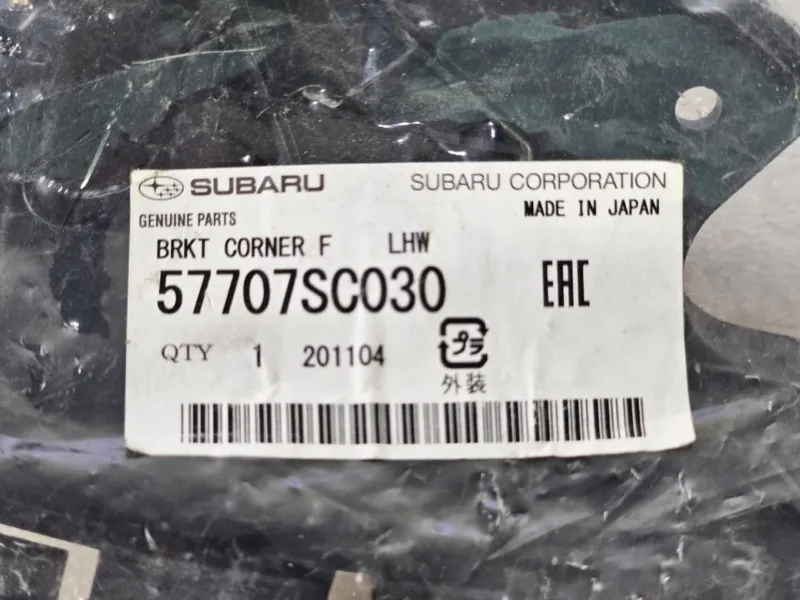 SUBARU SUBARU CORPORATION
GENUINE PARTS MADE IN JAPAN
BRKT CORNER F LHW
57707SC030 EAC
QTY 1 201104 プラ
外装